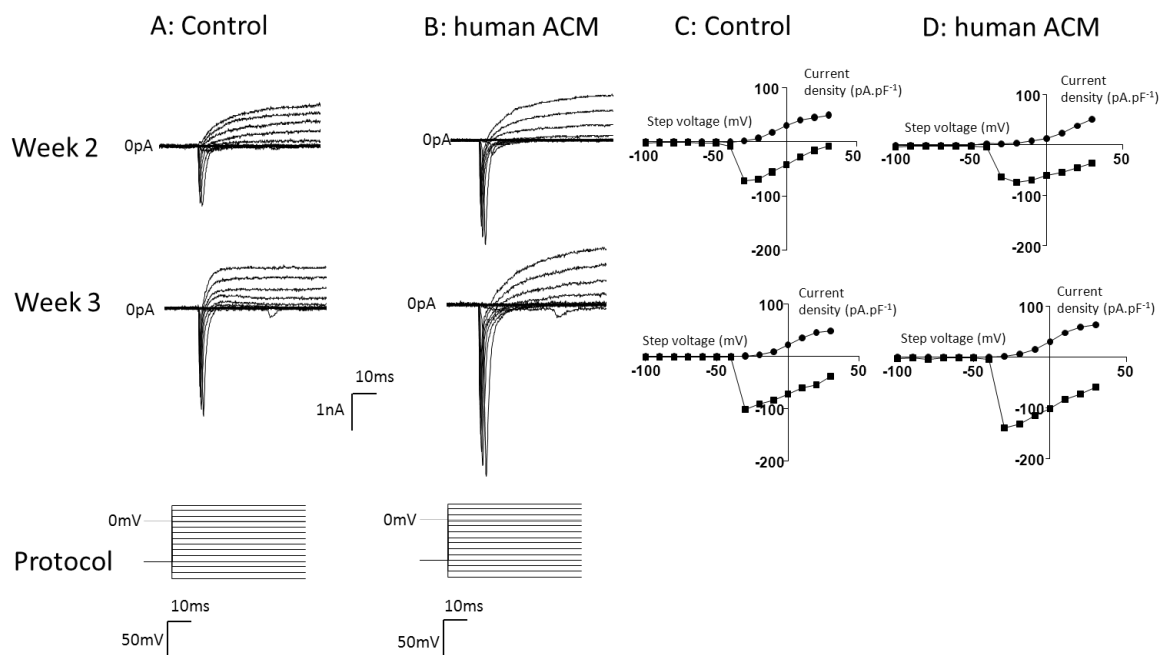 A: Control
B: human ACM
C: Control
D: human ACM
Week 2
0pA
0pA
Current
density (pA.pF⁻¹)
100
Step voltage (mV)
-100
-50
50
-100
-200
Current
density (pA.pF⁻¹)
100
Step voltage (mV)
-100
-50
50
-100
-200
Week 3
0pA
0pA
10ms
1nA
Current
density (pA.pF⁻¹)
100
Step voltage (mV)
-100
-50
50
-100
-200
Current
density (pA.pF⁻¹)
100
Step voltage (mV)
-100
-50
50
-100
-200
Protocol
0mV
0mV
10ms
50mV
10ms
50mV